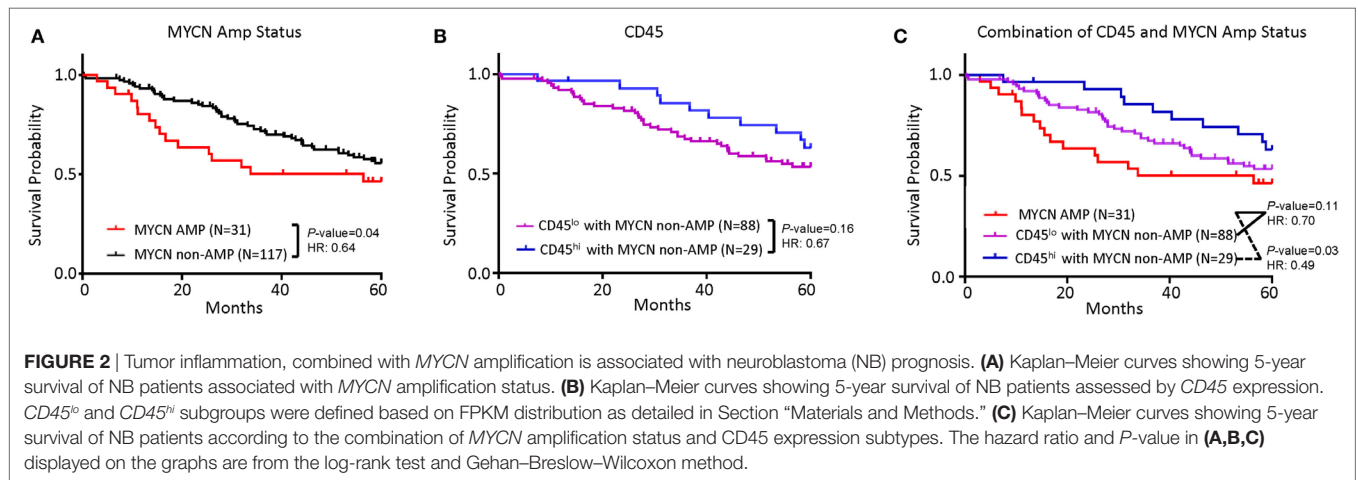 A
MYCN Amp Status
Survival Probability
1.0
0.5
0.0
MYCN AMP (N=31)
MYCN non-AMP (N=117)
P-value=0.04
HR: 0.64
0 20 40 60
Months
B
CD45
Survival Probability
1.0
0.5
0.0
CD45lo with MYCN non-AMP (N=88)
CD45hi with MYCN non-AMP (N=29)
P-value=0.16
HR: 0.67
0 20 40 60
Months
C
Combination of CD45 and MYCN Amp Status
Survival Probability
1.0
0.5
0.0
MYCN AMP (N=31)
CD45lo with MYCN non-AMP (N=88)
CD45hi with MYCN non-AMP (N=29)
P-value=0.11
HR: 0.70
P-value=0.03
HR: 0.49
0 20 40 60
Months
FIGURE 2 | Tumor inflammation, combined with MYCN amplification is associated with neuroblastoma (NB) prognosis. (A) Kaplan–Meier curves showing 5-year
survival of NB patients associated with MYCN amplification status. (B) Kaplan–Meier curves showing 5-year survival of NB patients assessed by CD45 expression.
CD45lo and CD45hi subgroups were defined based on FPKM distribution as detailed in Section “Materials and Methods.” (C) Kaplan–Meier curves showing 5-year
survival of NB patients according to the combination of MYCN amplification status and CD45 expression subtypes. The hazard ratio and P-value in (A,B,C)
displayed on the graphs are from the log-rank test and Gehan–Breslow–Wilcoxon method.